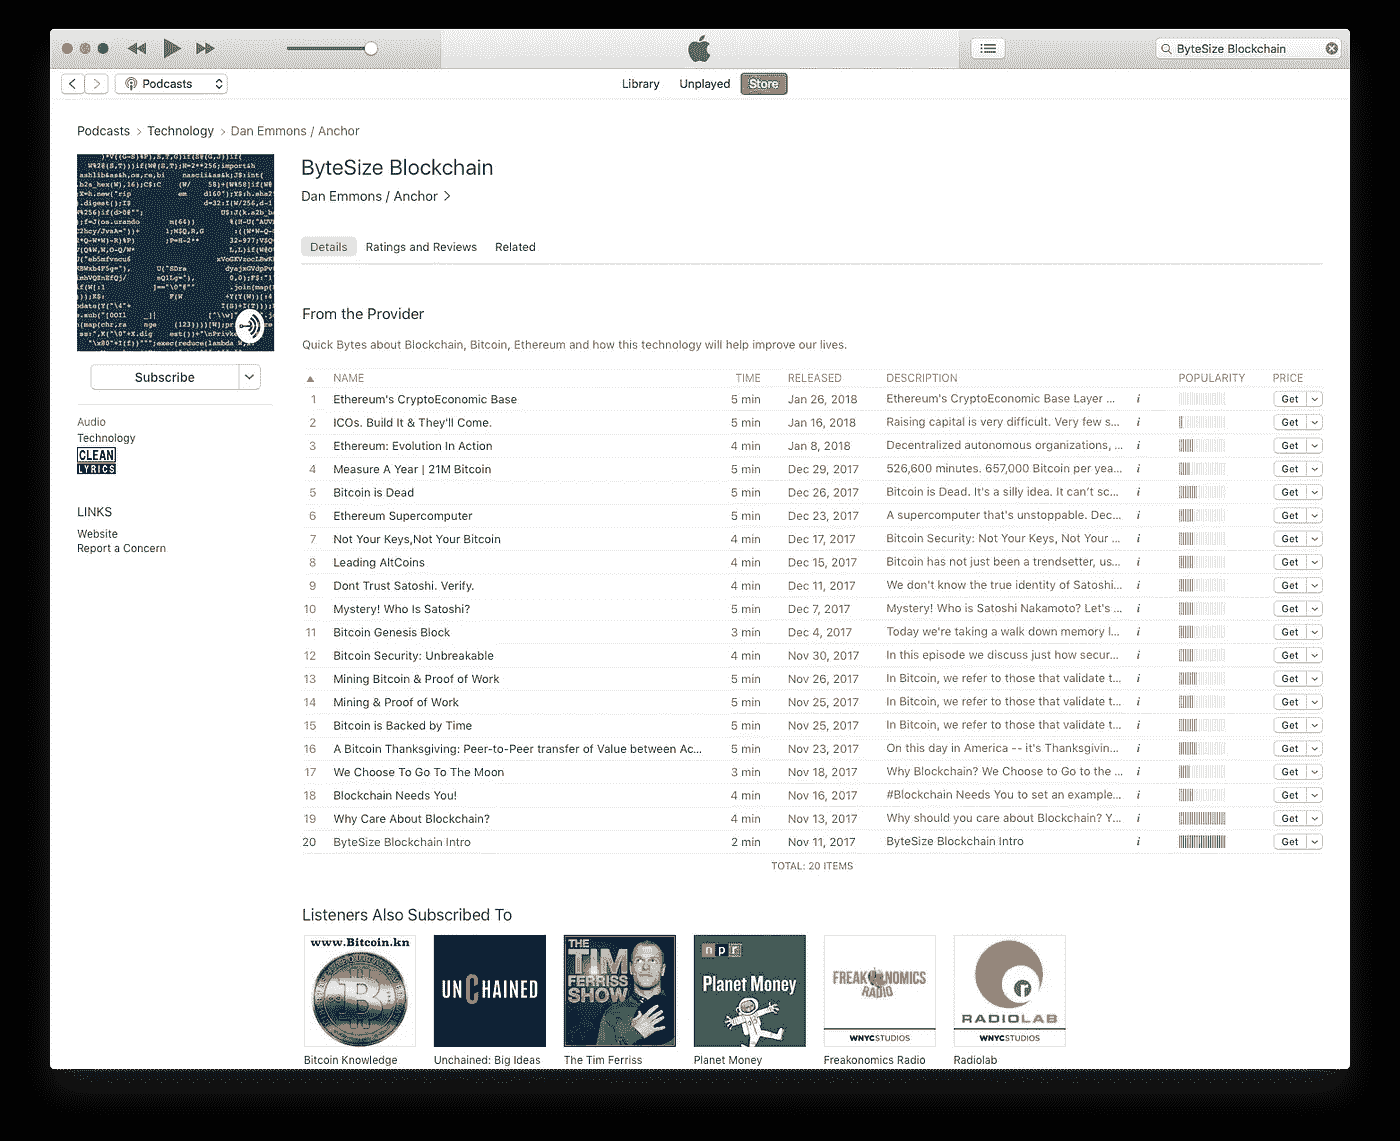 ByteSize Blockchain
Podcasts
Library Unplayed Store
Podcasts > Technology > Dan Emmons / Anchor
ByteSize Blockchain
Dan Emmons / Anchor >
Details Ratings and Reviews Related
Subscribe
Audio
Technology
CLEAN
LYRICS
LINKS
Website
Report a Concern
From the Provider
Quick Bytes about Blockchain, Bitcoin, Ethereum and how this technology will help improve our lives.
NAME TIME RELEASED DESCRIPTION POPULARITY PRICE
1 Ethereum's CryptoEconomic Base 5 min Jan 26, 2018 Ethereum's CryptoEconomic Base Layer ... i Get
2 ICOs. Build It & They'll Come. 5 min Jan 16, 2018 Raising capital is very difficult. Very few s... i Get
3 Ethereum: Evolution In Action 4 min Jan 8, 2018 Decentralized autonomous organizations, ... i Get
4 Measure A Year | 21M Bitcoin 5 min Dec 29, 2017 526,600 minutes. 657,000 Bitcoin per yea... i Get
5 Bitcoin is Dead 5 min Dec 26, 2017 Bitcoin is Dead. It's a silly idea. It can't sc... i Get
6 Ethereum Supercomputer 5 min Dec 23, 2017 A supercomputer that's unstoppable. Dec... i Get
7 Not Your Keys,Not Your Bitcoin 4 min Dec 17, 2017 Bitcoin Security: Not Your Keys, Not Your ... i Get
8 Leading AltCoins 4 min Dec 15, 2017 Bitcoin has not just been a trendsetter, us... i Get
9 Dont Trust Satoshi. Verify. 4 min Dec 11, 2017 We don't know the true identity of Satoshi... i Get
10 Mystery! Who Is Satoshi? 5 min Dec 7, 2017 Mystery! Who is Satoshi Nakamoto? Let's ... i Get
11 Bitcoin Genesis Block 3 min Dec 4, 2017 Today we're taking a walk down memory l... i Get
12 Bitcoin Security: Unbreakable 4 min Nov 30, 2017 In this episode we discuss just how secur... i Get
13 Mining Bitcoin & Proof of Work 5 min Nov 26, 2017 In Bitcoin, we refer to those that validate t... i Get
14 Mining & Proof of Work 5 min Nov 25, 2017 In Bitcoin, we refer to those that validate t... i Get
15 Bitcoin is Backed by Time 5 min Nov 25, 2017 In Bitcoin, we refer to those that validate t... i Get
16 A Bitcoin Thanksgiving: Peer-to-Peer transfer of Value between Ac... 5 min Nov 23, 2017 On this day in America -- it's Thanksgivin... i Get
17 We Choose To Go To The Moon 3 min Nov 18, 2017 Why Blockchain? We Choose to Go to the ... i Get
18 Blockchain Needs You! 4 min Nov 16, 2017 #Blockchain Needs You to set an example... i Get
19 Why Care About Blockchain? 4 min Nov 13, 2017 Why should you care about Blockchain? Y... i Get
20 ByteSize Blockchain Intro 2 min Nov 11, 2017 ByteSize Blockchain Intro i Get
TOTAL: 20 ITEMS
Listeners Also Subscribed To
www.Bitcoin.kn
UNCHAINED
THE
TIM
FERRISS
SHOW
npr
Planet Money
FREAKONOMICS
RADIO
WNYCSTUDIOS
RADIOLAB
WNYCSTUDIOS
Bitcoin Knowledge Unchained: Big Ideas The Tim Ferriss Planet Money Freakonomics Radio Radiolab